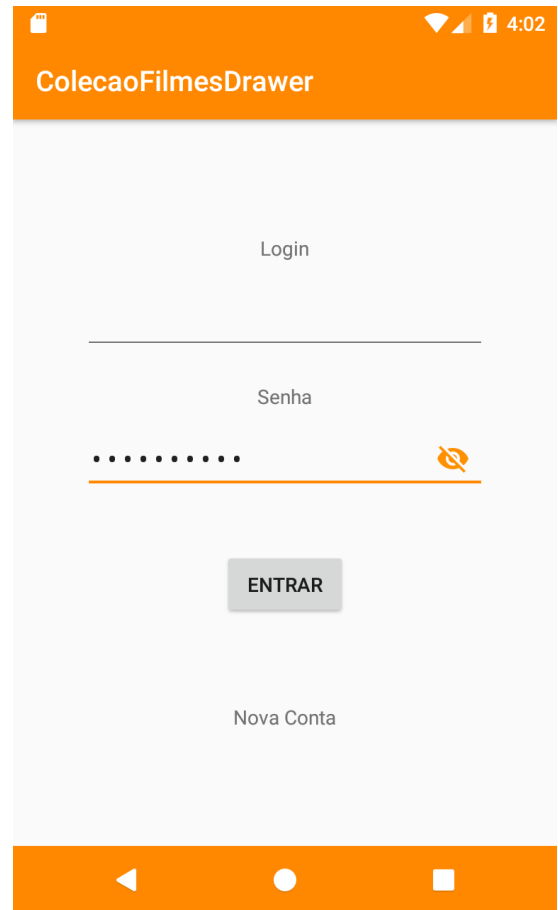 4:02
ColecaoFilmesDrawer
Login
Senha
••••••••••
ENTRAR
Nova Conta